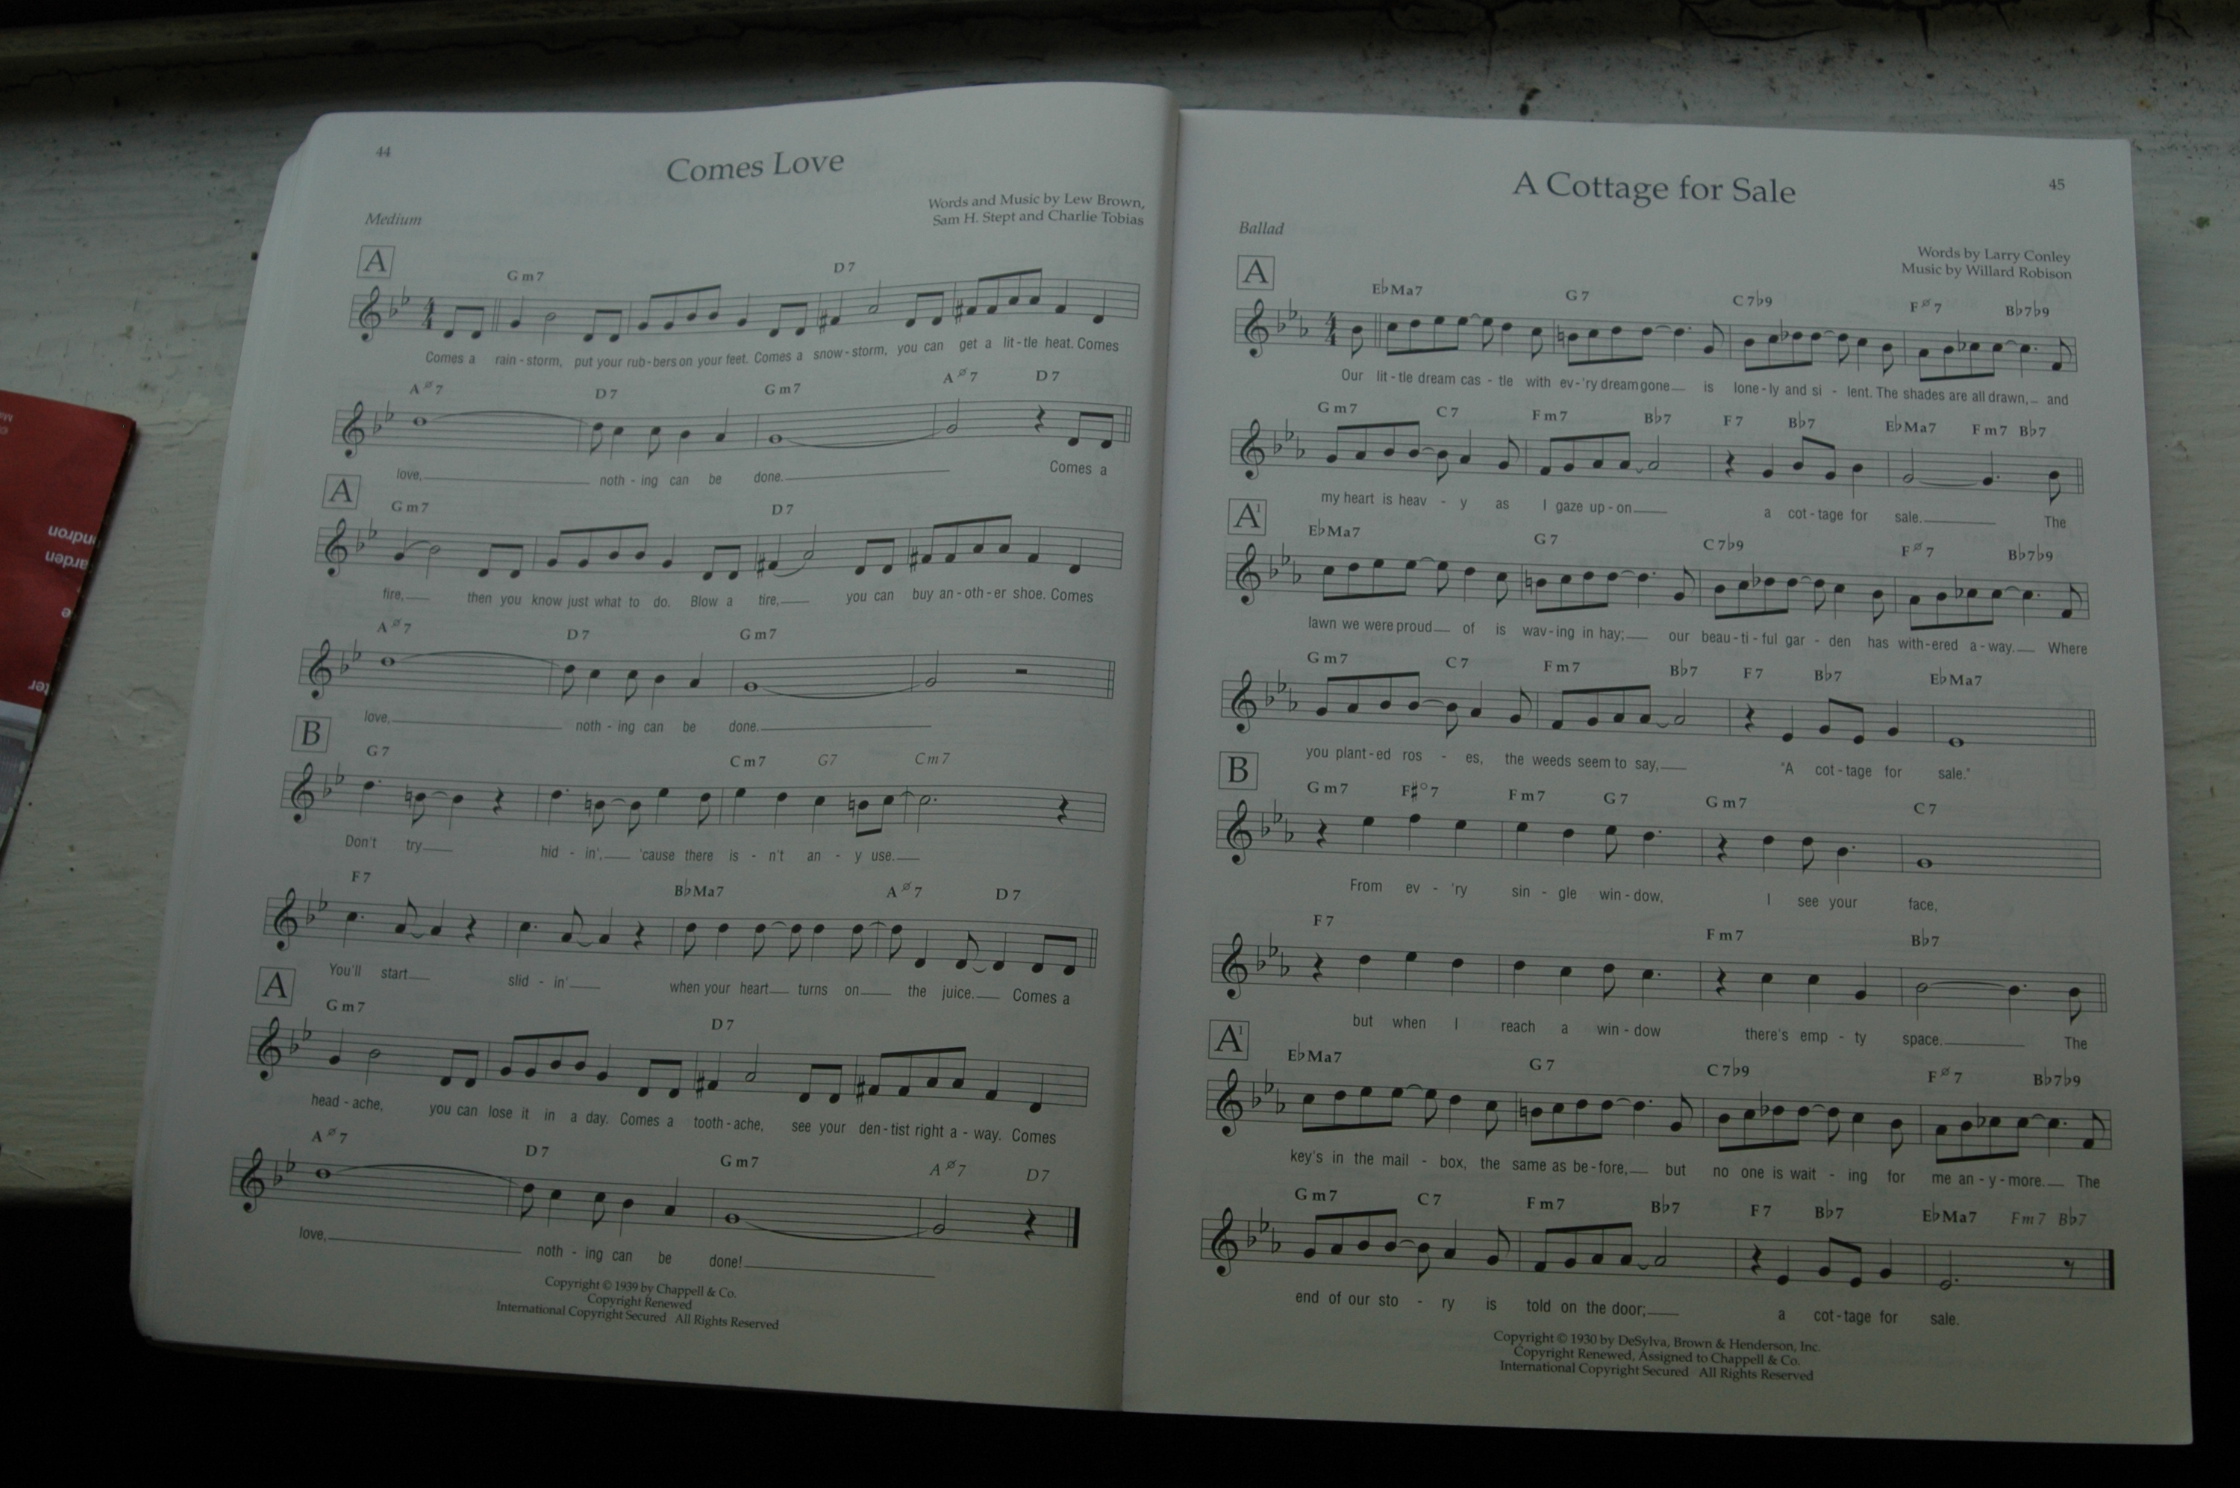 44
Comes Love
Medium
Words and Music by Lew Brown,
Sam H. Stept and Charlie Tobias
A
Gm7 D7
Comes a rain - storm, put your rub - bers on your feet. Comes a snow - storm, you can get a lit - tle heat. Comes
Aø7 D7 Gm7 Aø7 D7
love, noth - ing can be done. Comes a
A
Gm7 D7
fire, then you know just what to do. Blow a tire, you can buy an - oth - er shoe. Comes
Aø7 D7 Gm7
love, noth - ing can be done.
B
G7 Cm7 G7 Cm7
Don't try hid - in', 'cause there is - n't an - y use.
F7 B♭Ma7 Aø7 D7
You'll start slid - in' when your heart turns on the juice. Comes a
A
Gm7 D7
head - ache, you can lose it in a day. Comes a tooth - ache, see your den - tist right a - way. Comes
Aø7 D7 Gm7 Aø7 D7
love, noth - ing can be done!
Copyright © 1939 by Chappell & Co.
Copyright Renewed
International Copyright Secured All Rights Reserved
45
A Cottage for Sale
Ballad
Words by Larry Conley
Music by Willard Robison
A
E♭Ma7 G7 C7♭9 Fø7 B♭7♭9
Our lit - tle dream cas - tle with ev - 'ry dream gone is lone - ly and si - lent. The shades are all drawn, and
Gm7 C7 Fm7 B♭7 F7 B♭7 E♭Ma7 Fm7 B♭7
my heart is heav - y as I gaze up - on a cot - tage for sale. The
A'
E♭Ma7 G7 C7♭9 Fø7 B♭7♭9
lawn we were proud of is wav - ing in hay; our beau - ti - ful gar - den has with - ered a - way. Where
Gm7 C7 Fm7 B♭7 F7 B♭7 E♭Ma7
you plant - ed ros - es, the weeds seem to say, "A cot - tage for sale."
B
Gm7 F♯°7 Fm7 G7 Gm7 C7
From ev - 'ry sin - gle win - dow, I see your face,
F7 Fm7 B♭7
but when I reach a win - dow there's emp - ty space. The
A'
E♭Ma7 G7 C7♭9 Fø7 B♭7♭9
key's in the mail - box, the same as be - fore, but no one is wait - ing for me an - y - more. The
Gm7 C7 Fm7 B♭7 F7 B♭7 E♭Ma7 Fm7 B♭7
end of our sto - ry is told on the door; a cot - tage for sale.
Copyright © 1930 by DeSylva, Brown & Henderson, Inc.
Copyright Renewed, Assigned to Chappell & Co.
International Copyright Secured All Rights Reserved
arden
ndron